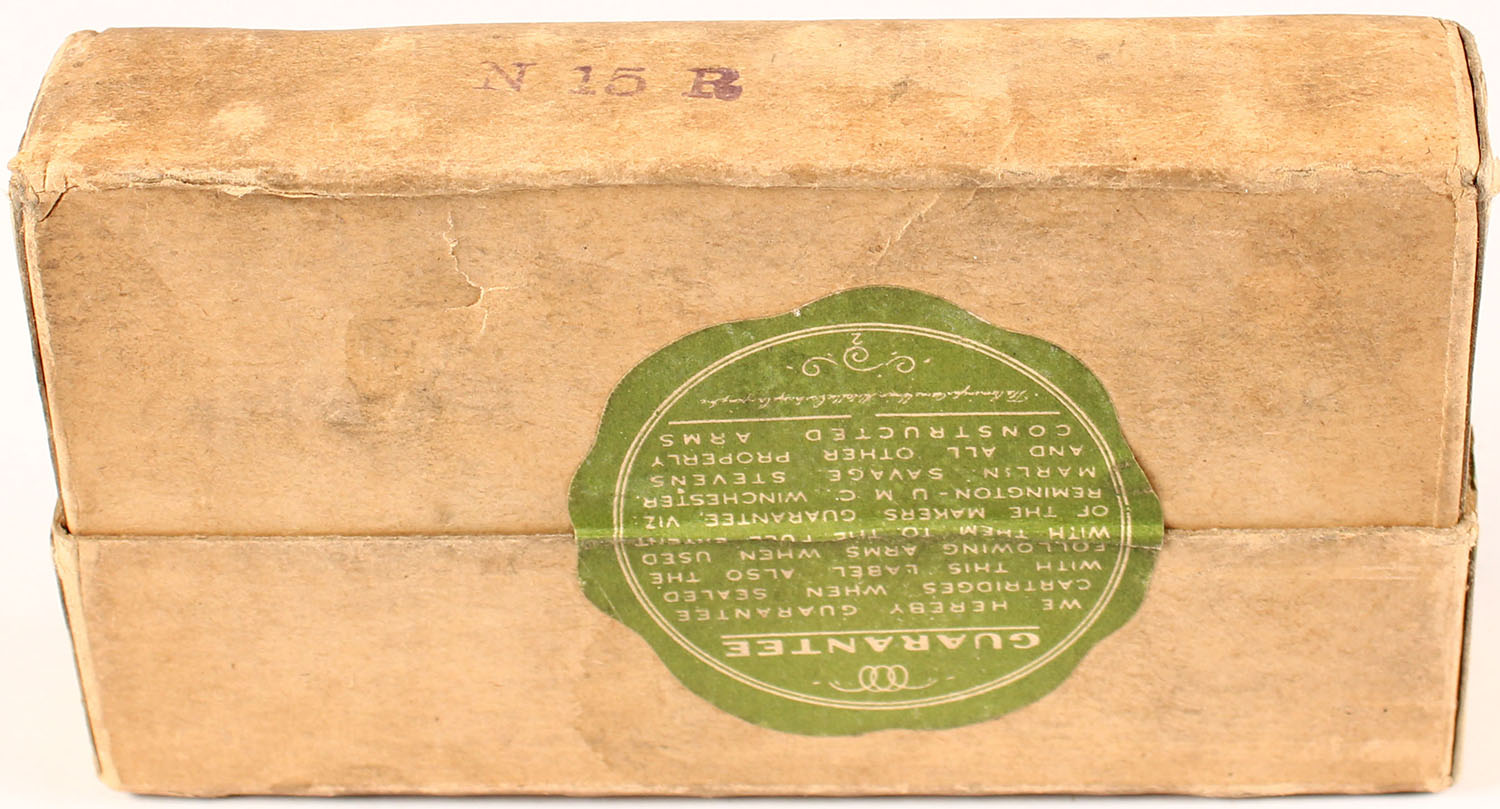 N 15 R
GUARANTEE
WE HEREBY GUARANTEE
CARTRIDGES WHEN SEALED
WITH THIS LABEL ALSO THE
FOLLOWING ARMS WHEN USED
WITH THEM TO THE FULL EXTENT
OF THE MAKERS GUARANTEE, VIZ:
REMINGTON-UMC. WINCHESTER.
MARLIN SAVAGE STEVENS
AND ALL OTHER PROPERLY
CONSTRUCTED ARMS
2